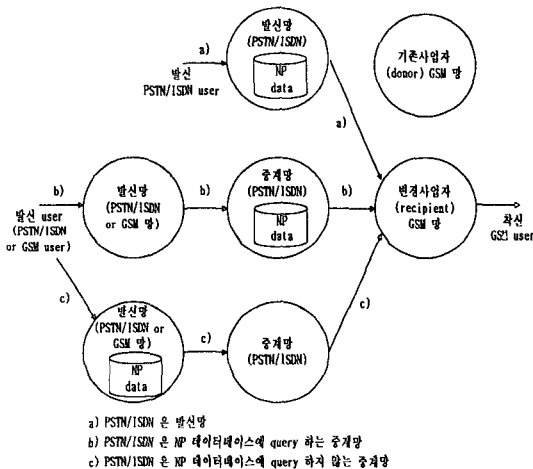 a)
발신
PSTN/ISDN user
발신망
(PSTN/ISDN)
NP
data
기존사업자
(donor) GSM 망
a)
b)
발신 user
(PSTN/ISDN
or GSM user)
발신망
(PSTN/ISDN
or GSM 망)
b)
중계망
(PSTN/ISDN)
NP
data
b)
변경사업자
(recipient)
GSM 망
착신
GSM user
c)
발신망
(PSTN/ISDN or
GSM 망)
NP
data
c)
중계망
(PSTN/ISDN)
c)
a) PSTN/ISDN 은 발신망
b) PSTN/ISDN 은 NP 데이터베이스에 query 하는 중계망
c) PSTN/ISDN 은 NP 데이터베이스에 query 하지 않는 중계망